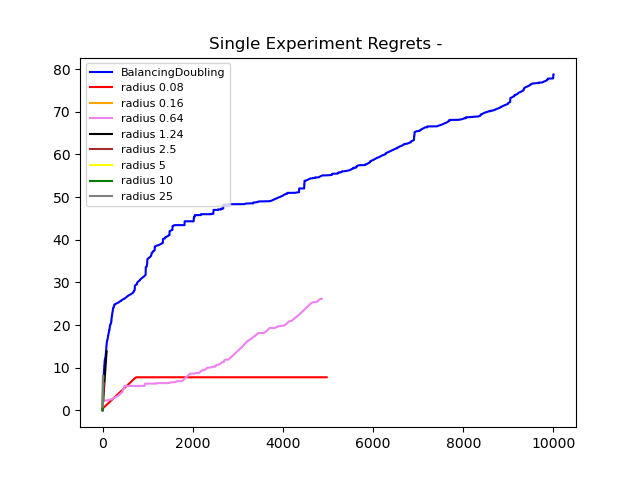 Single Experiment Regrets -
80
70
60
50
40
30
20
10
0
BalancingDoubling
radius 0.08
radius 0.16
radius 0.64
radius 1.24
radius 2.5
radius 5
radius 10
radius 25
0 2000 4000 6000 8000 10000